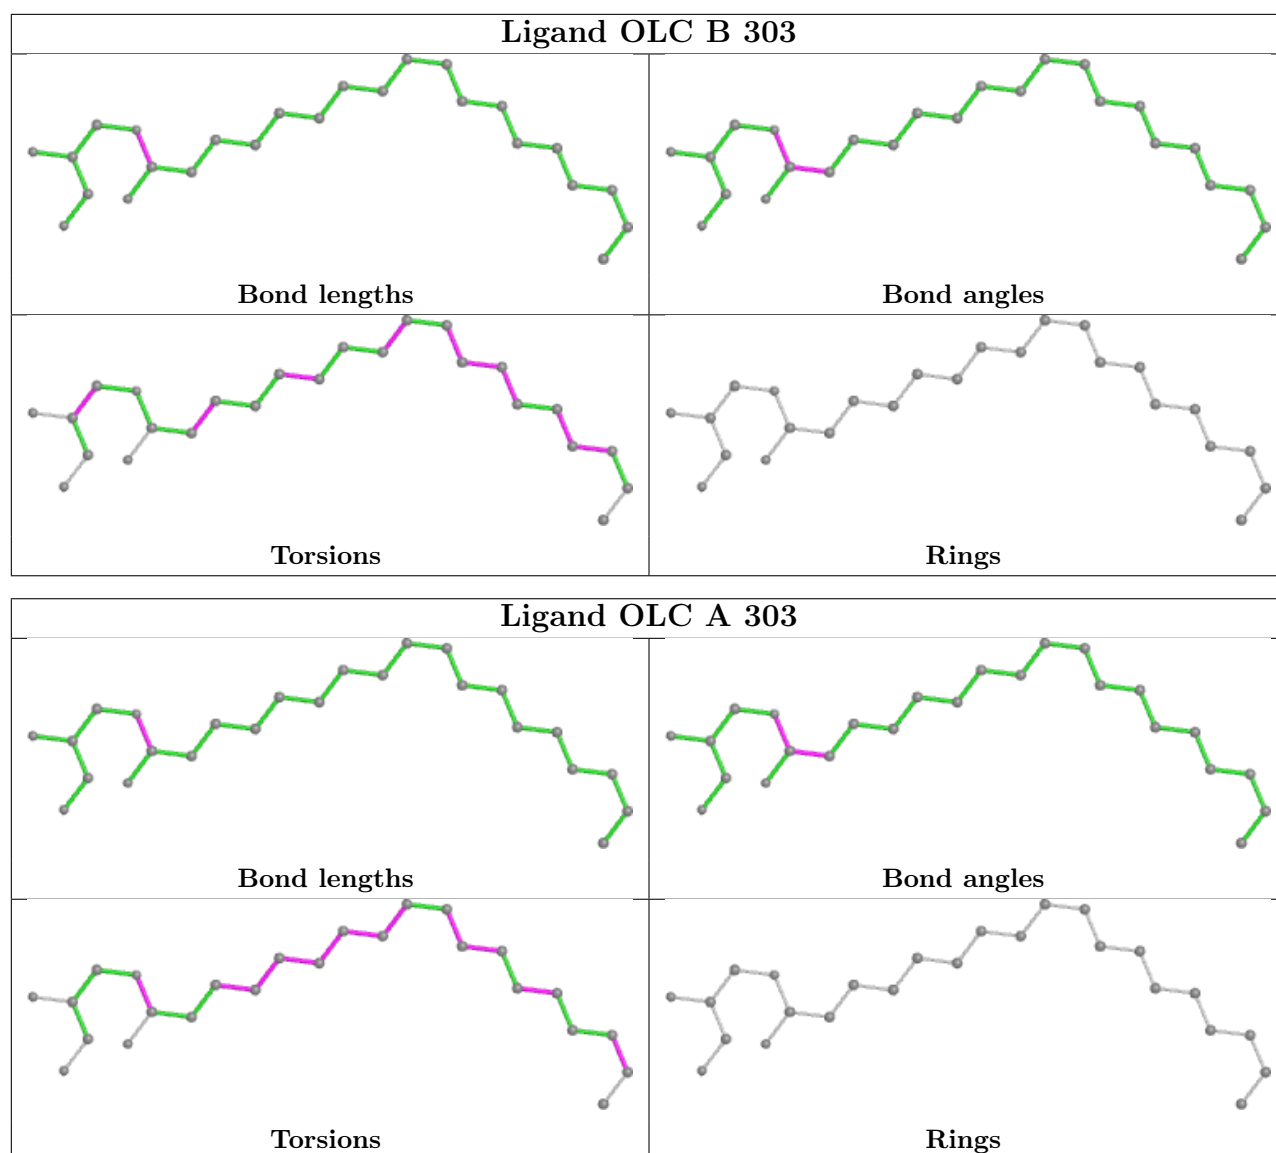 Ligand OLC B 303
Bond lengths
Bond angles
Torsions
Rings
Ligand OLC A 303
Bond lengths
Bond angles
Torsions
Rings